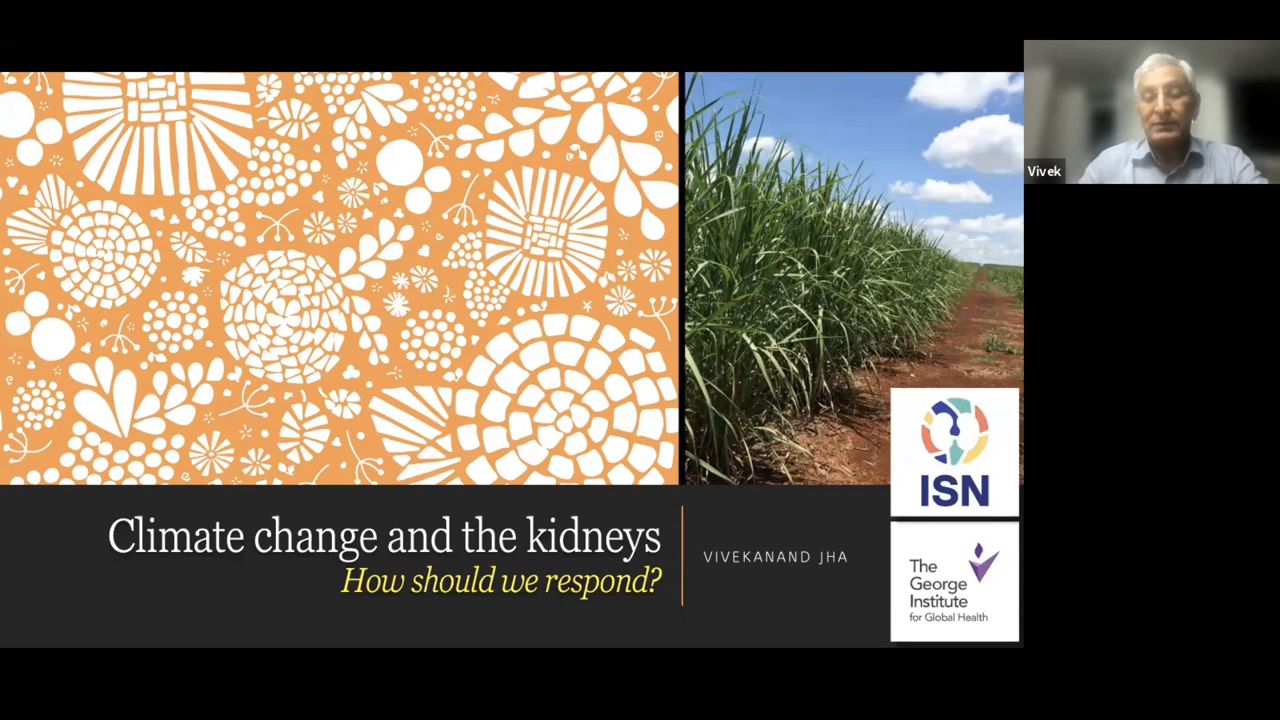 Vivek
ISN
Climate change and the kidneys
How should we respond?
VIVEKANAND JHA
The
George
Institute
for Global Health